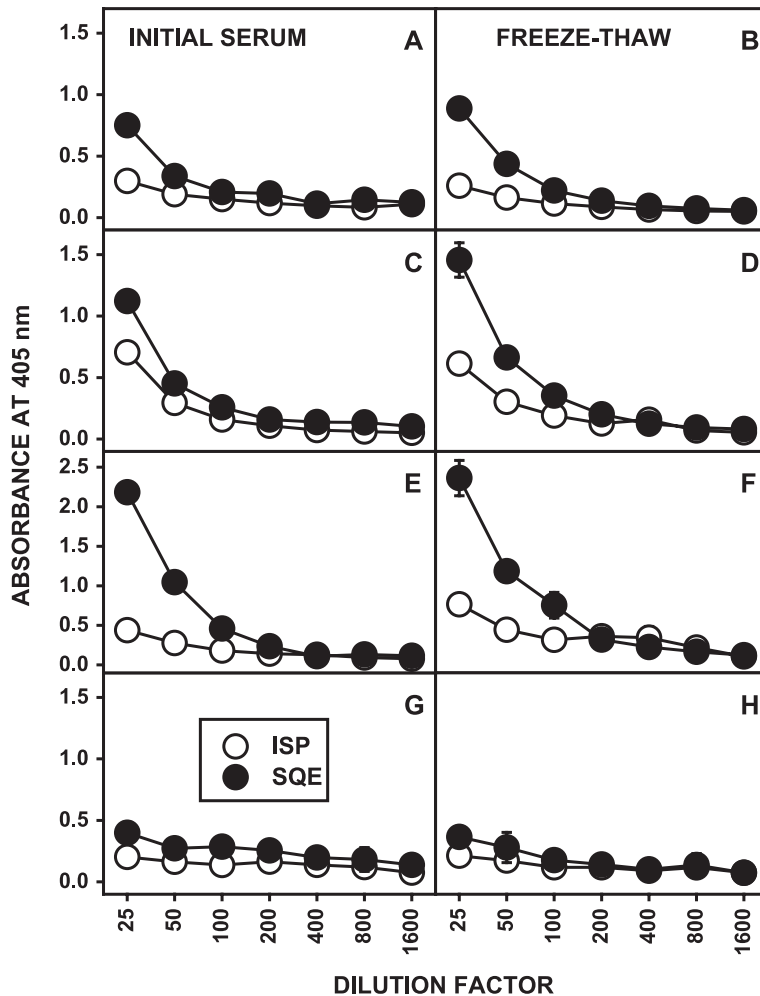 INITIAL SERUM A
FREEZE-THAW B
1.5
1.0
0.5
0.0
C
D
1.5
1.0
0.5
0.0
E
F
2.5
2.0
1.5
1.0
0.5
0.0
G
H
1.5
1.0
0.5
0.0
ISP
SQE
ABSORBANCE AT 405 nm
25 50 100 200 400 800 1600
25 50 100 200 400 800 1600
DILUTION FACTOR